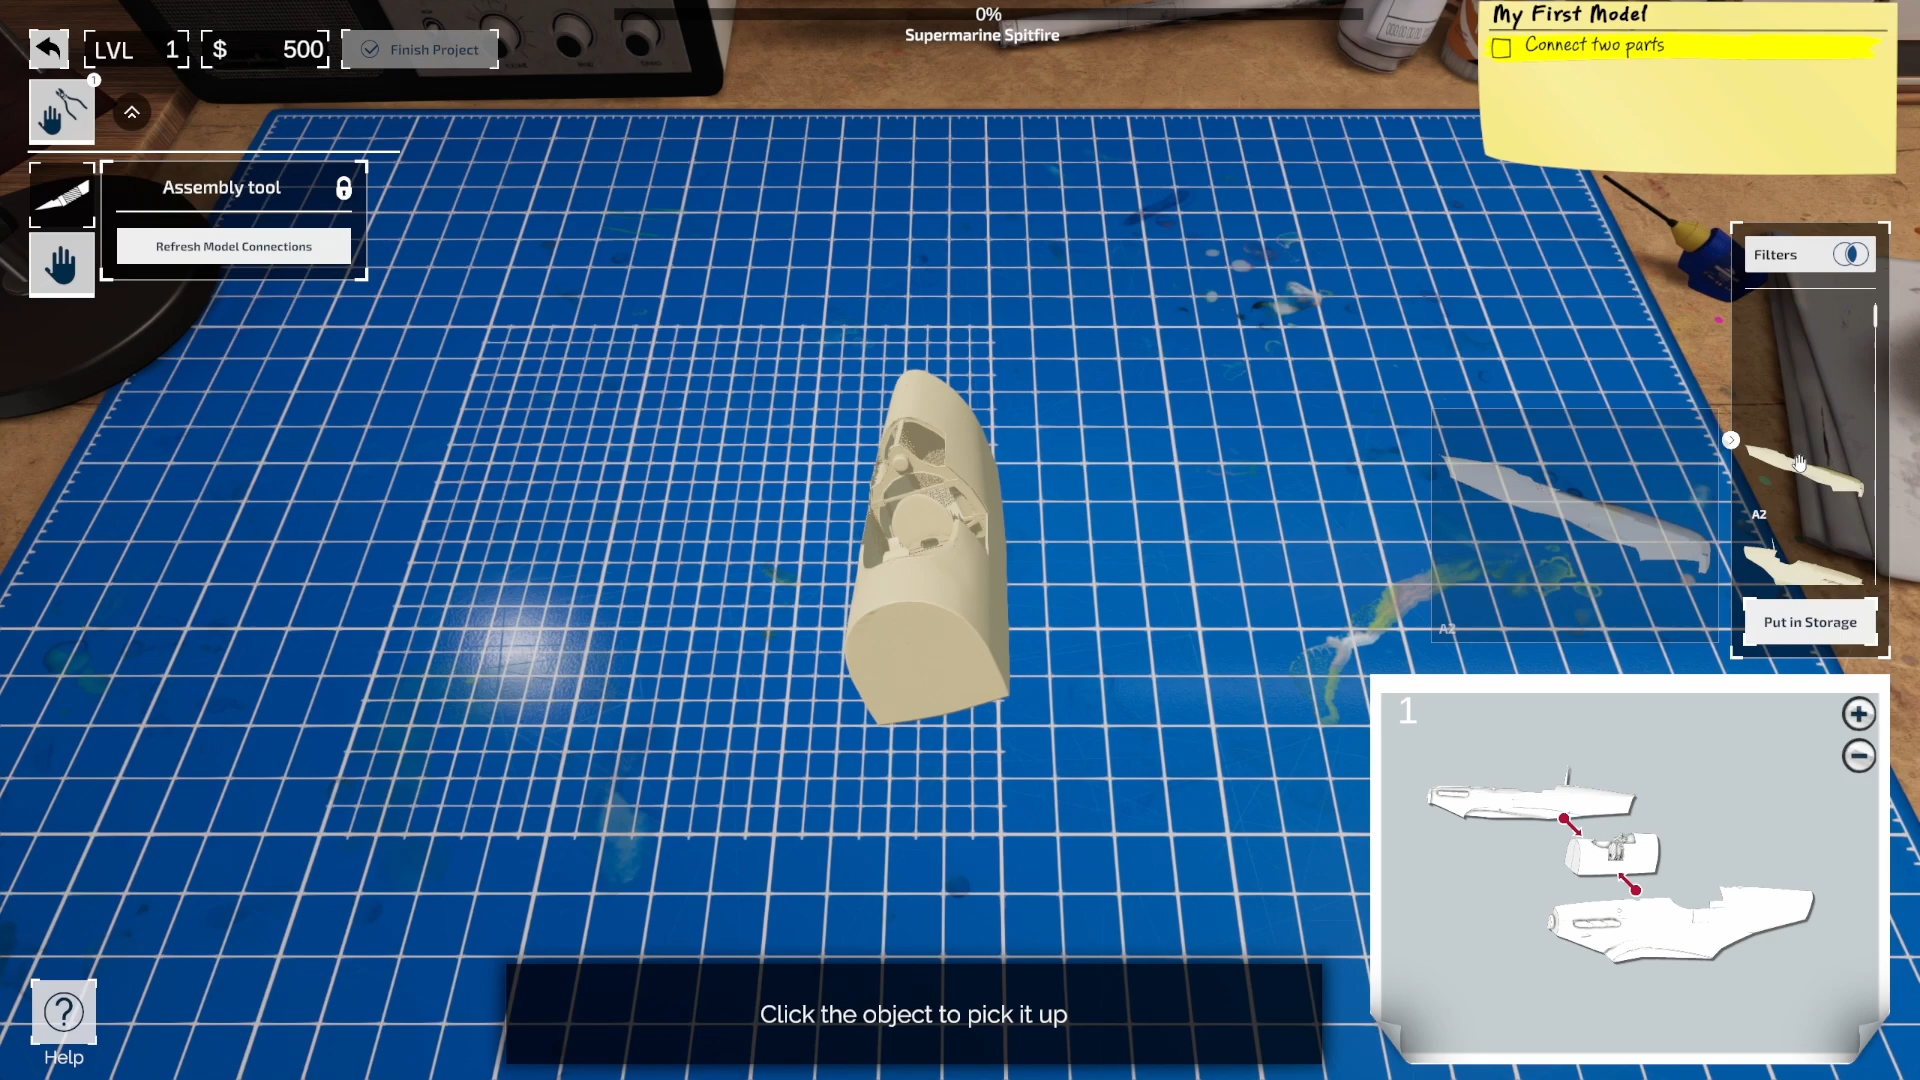 0%
Supermarine Spitfire
LVL 1 $ 500 Finish Project
1
Assembly tool
Refresh Model Connections
My First Model
Connect two parts
Filters
A2
A2
Put in Storage
1
Click the object to pick it up
?
Help